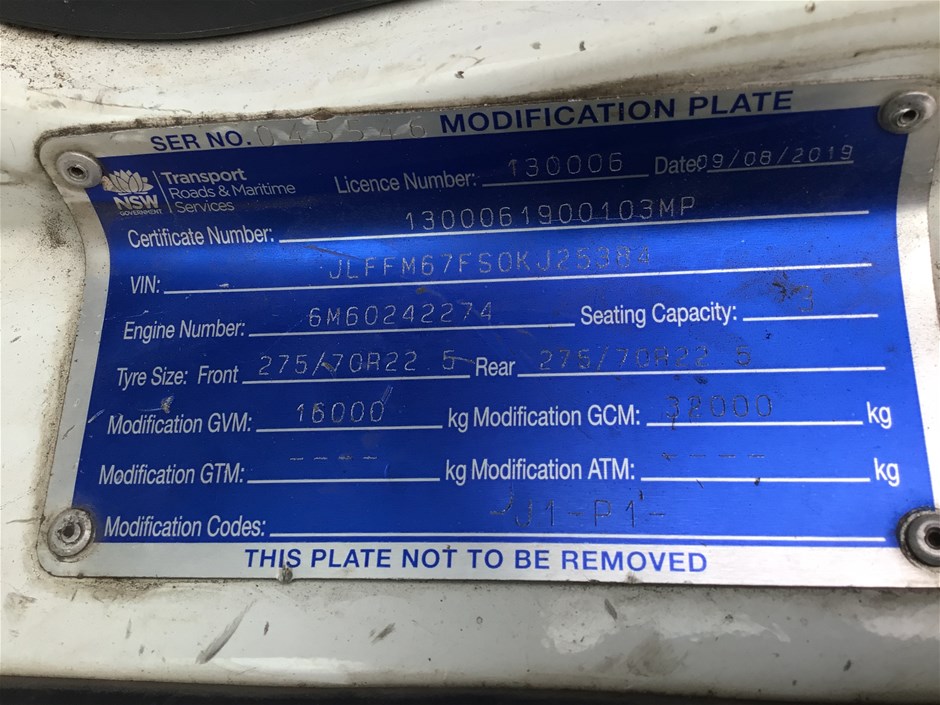 SER NO. 045546 MODIFICATION PLATE
NSW GOVERNMENT
Transport
Roads & Maritime
Services
Licence Number: 130006 Date: 09/08/2019
Certificate Number: 1300061900103MP
VIN: JLFFM67FS0KJ25384
Engine Number: 6M60242274 Seating Capacity: 3
Tyre Size: Front 275/70R22 5 Rear 275/70R22 5
Modification GVM: 16000 kg Modification GCM: 32000 kg
Modification GTM: ---- kg Modification ATM: ---- kg
Modification Codes: -J1-P1-
THIS PLATE NOT TO BE REMOVED